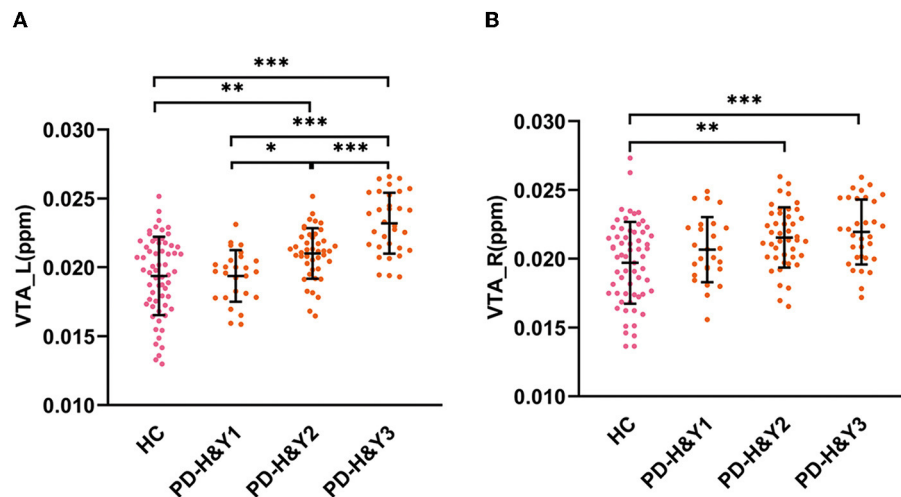 A
B
***
**
***
*
***
0.030
0.025
0.020
0.015
0.010
VTA_L(ppm)
HC
PD-H&Y1
PD-H&Y2
PD-H&Y3
***
**
0.030
0.025
0.020
0.015
0.010
VTA_R(ppm)
HC
PD-H&Y1
PD-H&Y2
PD-H&Y3